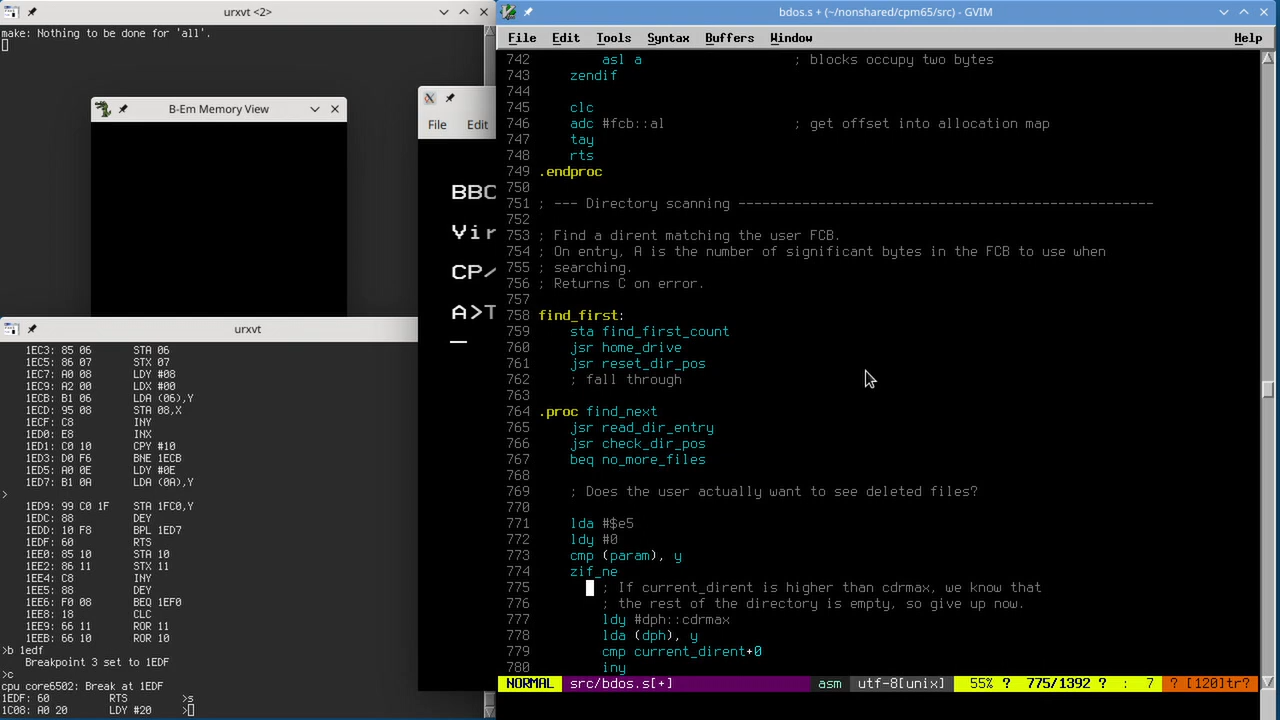 urxvt <2>
make: Nothing to be done for 'all'.
B-Em Memory View
File Edit
BBC
Vir
CP/
A>T
urxvt
1EC3: 85 06 STA 06
1EC5: 86 07 STX 07
1EC7: A0 08 LDY #08
1EC9: A2 00 LDX #00
1ECB: B1 06 LDA (06),Y
1ECD: 95 08 STA 08,X
1ECF: C8 INY
1ED0: E8 INX
1ED1: C0 10 CPY #10
1ED3: D0 F6 BNE 1ECB
1ED5: A0 0E LDY #0E
1ED7: B1 0A LDA (0A),Y
>
1ED9: 99 C0 1F STA 1FC0,Y
1EDC: 88 DEY
1EDD: 10 F8 BPL 1ED7
1EDF: 60 RTS
1EE0: 85 10 STA 10
1EE2: 86 11 STX 11
1EE4: C8 INY
1EE5: 88 DEY
1EE6: F0 08 BEQ 1EF0
1EE8: 18 CLC
1EE9: 66 11 ROR 11
1EEB: 66 10 ROR 10
>b 1edf
Breakpoint 3 set to 1EDF
>c
cpu core6502: Break at 1EDF
1EDF: 60 RTS >s
1C08: A0 20 LDY #20 >
bdos.s + (~/nonshared/cpm65/src) - GVIM
File Edit Tools Syntax Buffers Window Help
742 asl a ; blocks occupy two bytes
743 zendif
744
745 clc
746 adc #fcb::al ; get offset into allocation map
747 tay
748 rts
749 .endproc
750
751 ; --- Directory scanning ----------------------------------------------------
752
753 ; Find a dirent matching the user FCB.
754 ; On entry, A is the number of significant bytes in the FCB to use when
755 ; searching.
756 ; Returns C on error.
757
758 find_first:
759 sta find_first_count
760 jsr home_drive
761 jsr reset_dir_pos
762 ; fall through
763
764 .proc find_next
765 jsr read_dir_entry
766 jsr check_dir_pos
767 beq no_more_files
768
769 ; Does the user actually want to see deleted files?
770
771 lda #$e5
772 ldy #0
773 cmp (param), y
774 zif_ne
775 ; If current_dirent is higher than cdrmax, we know that
776 ; the rest of the directory is empty, so give up now.
777 ldy #dph::cdrmax
778 lda (dph), y
779 cmp current_dirent+0
780 iny
NORMAL src/bdos.s[+] asm utf-8[unix] 55% ? 775/1392 ? : 7 ? [120]tr?